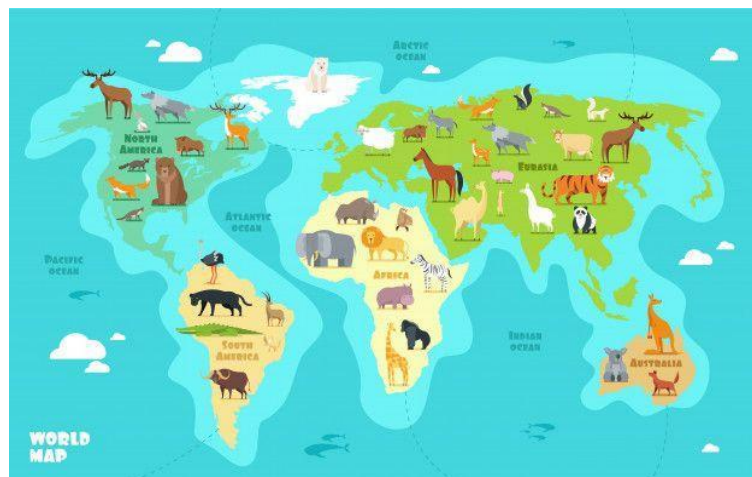 ARCTIC
OCEAN
NORTH
AMERICA
EURASIA
ATLANTIC
OCEAN
PACIFIC
OCEAN
AFRICA
INDIAN
OCEAN
SOUTH
AMERICA
AUSTRALIA
WORLD
MAP